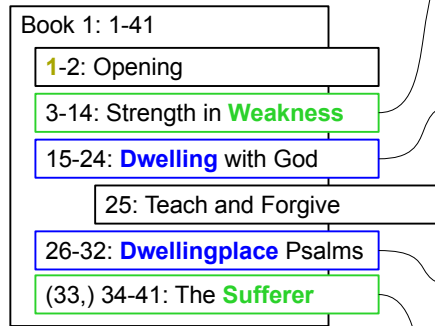 Book 1: 1-41
1-2: Opening
3-14: Strength in Weakness
15-24: Dwelling with God
25: Teach and Forgive
26-32: Dwellingplace Psalms
(33,) 34-41: The Sufferer